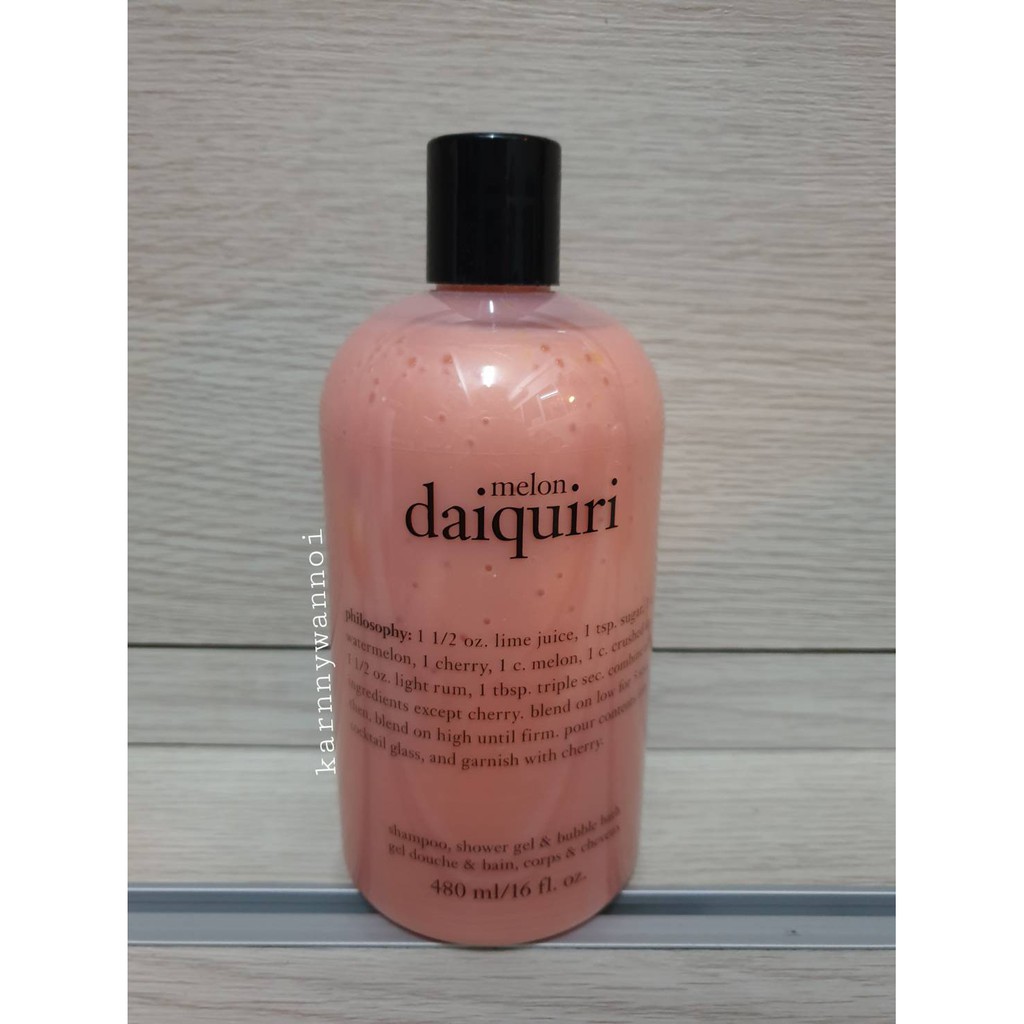 melon
daiquiri
philosophy: 1 1/2 oz. lime juice, 1 tsp. sugar,
watermelon, 1 cherry, 1 c. melon, 1 c. crushed
1 1/2 oz. light rum, 1 tbsp. triple sec. combine
ingredients except cherry. blend on low for 5
then, blend on high until firm. pour contents
cocktail glass, and garnish with cherry.
shampoo, shower gel & bubble bath
gel douche & bain, corps & cheveux
480 ml/16 fl. oz.
karnnywannoi